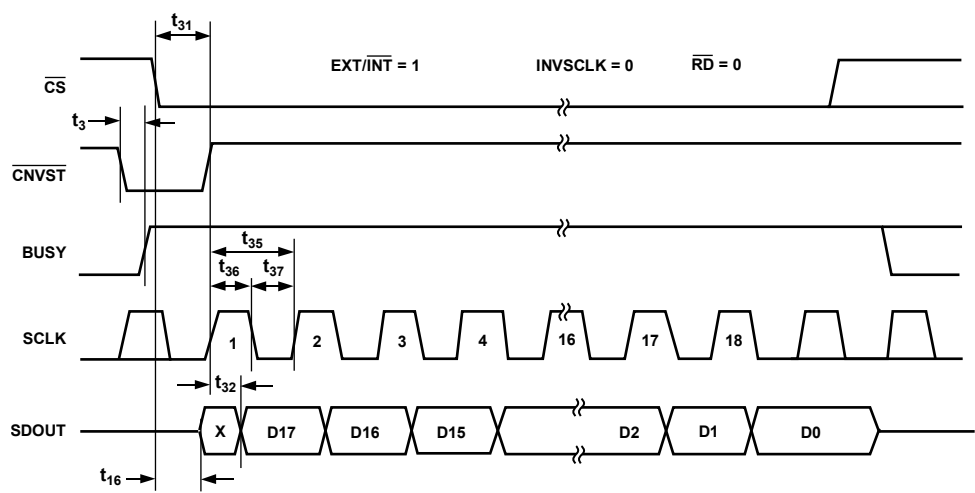 t31
EXT/INT = 1 INVSCLK = 0 RD = 0
CS
t3
CNVST
BUSY
t35
t36 t37
SCLK
1 2 3 4 16 17 18
t32
SDOUT
X D17 D16 D15 D2 D1 D0
t16